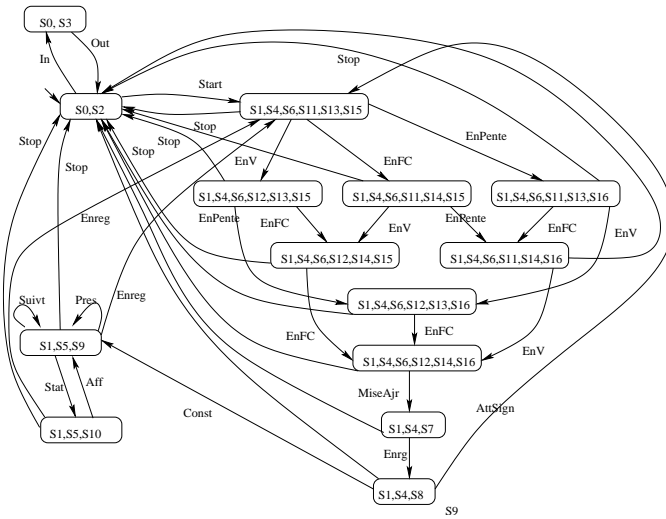 S0, S3
Out
In
Stop
Start
Stop
S0,S2
S1,S4,S6,S11,S13,S15
Stop
Stop
Stop
Stop
Stop
EnV
EnFC
EnPente
S1,S4,S6,S12,S13,S15
S1,S4,S6,S11,S14,S15
S1,S4,S6,S11,S13,S16
Enreg
EnPente
EnFC
EnV
EnPente
EnFC
EnV
S1,S4,S6,S12,S14,S15
S1,S4,S6,S11,S14,S16
Enreg
Suivt
Pres
S1,S4,S6,S12,S13,S16
EnFC
EnFC
EnV
S1,S5,S9
S1,S4,S6,S12,S14,S16
Stat
Aff
MiseAjr
Const
AttSign
S1,S5,S10
S1,S4,S7
Enrg
S1,S4,S8
S9